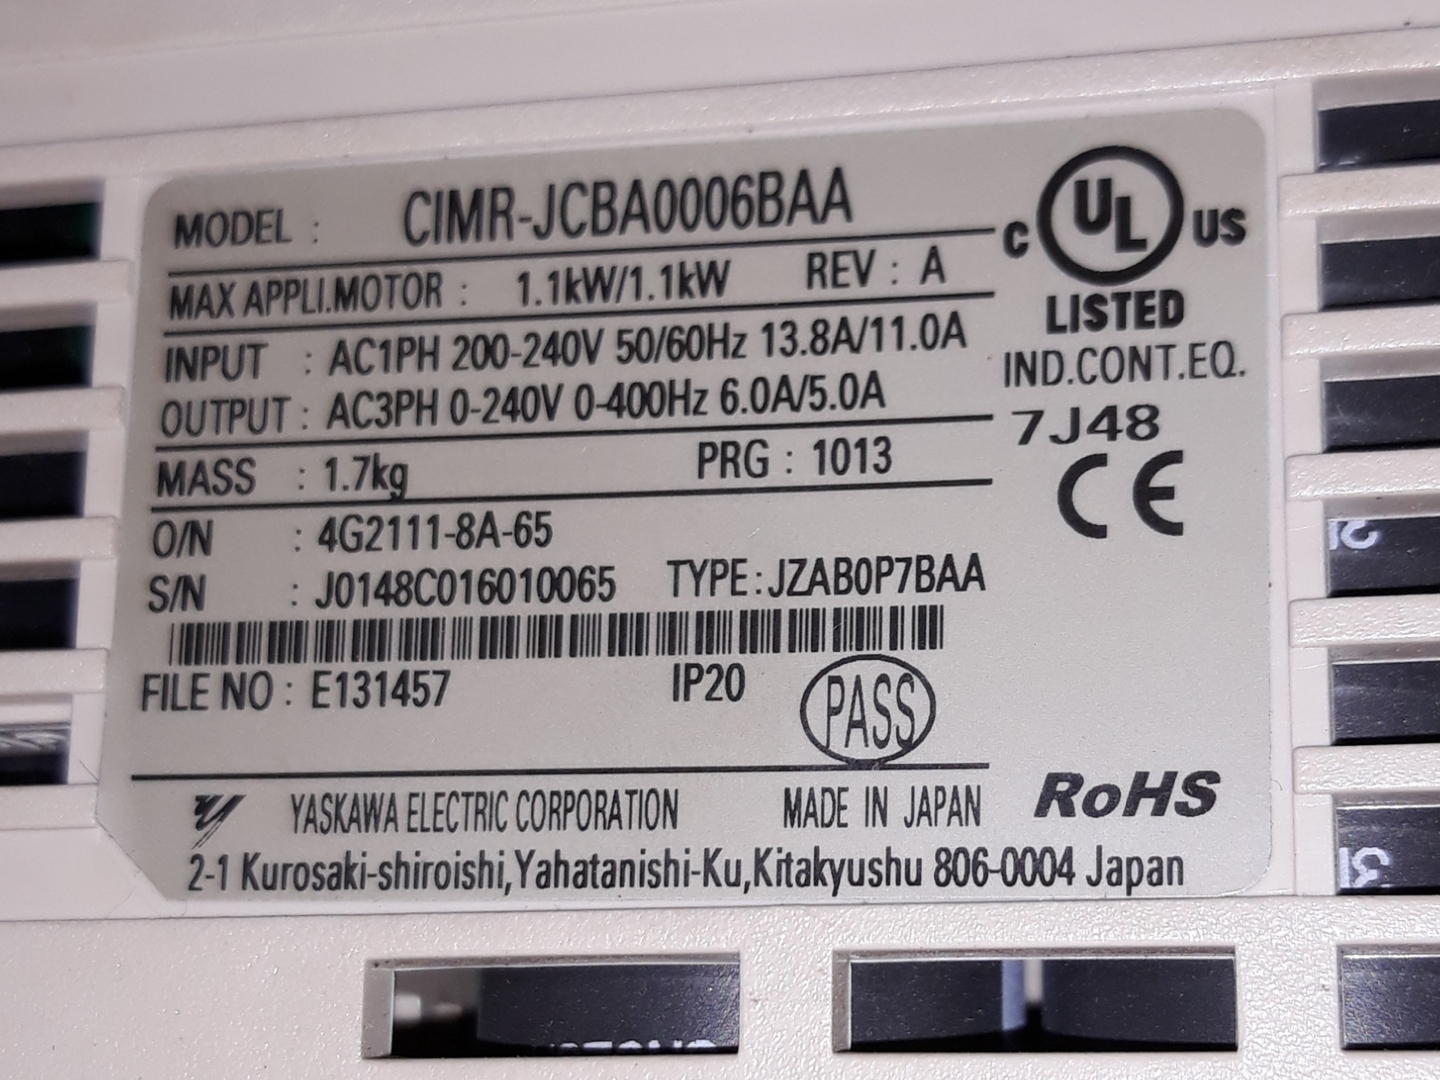 MODEL : CIMR-JCBA0006BAA
MAX APPLI.MOTOR : 1.1kW/1.1kW REV : A
INPUT : AC1PH 200-240V 50/60Hz 13.8A/11.0A
OUTPUT : AC3PH 0-240V 0-400Hz 6.0A/5.0A
MASS : 1.7kg PRG : 1013
O/N : 4G2111-8A-65
S/N : J0148C016010065 TYPE : JZAB0P7BAA
FILE NO : E131457 IP20 PASS
C UL US
LISTED
IND.CONT.EQ.
7J48
CE
RoHS
YASKAWA ELECTRIC CORPORATION MADE IN JAPAN
2-1 Kurosaki-shiroishi,Yahatanishi-Ku,Kitakyushu 806-0004 Japan